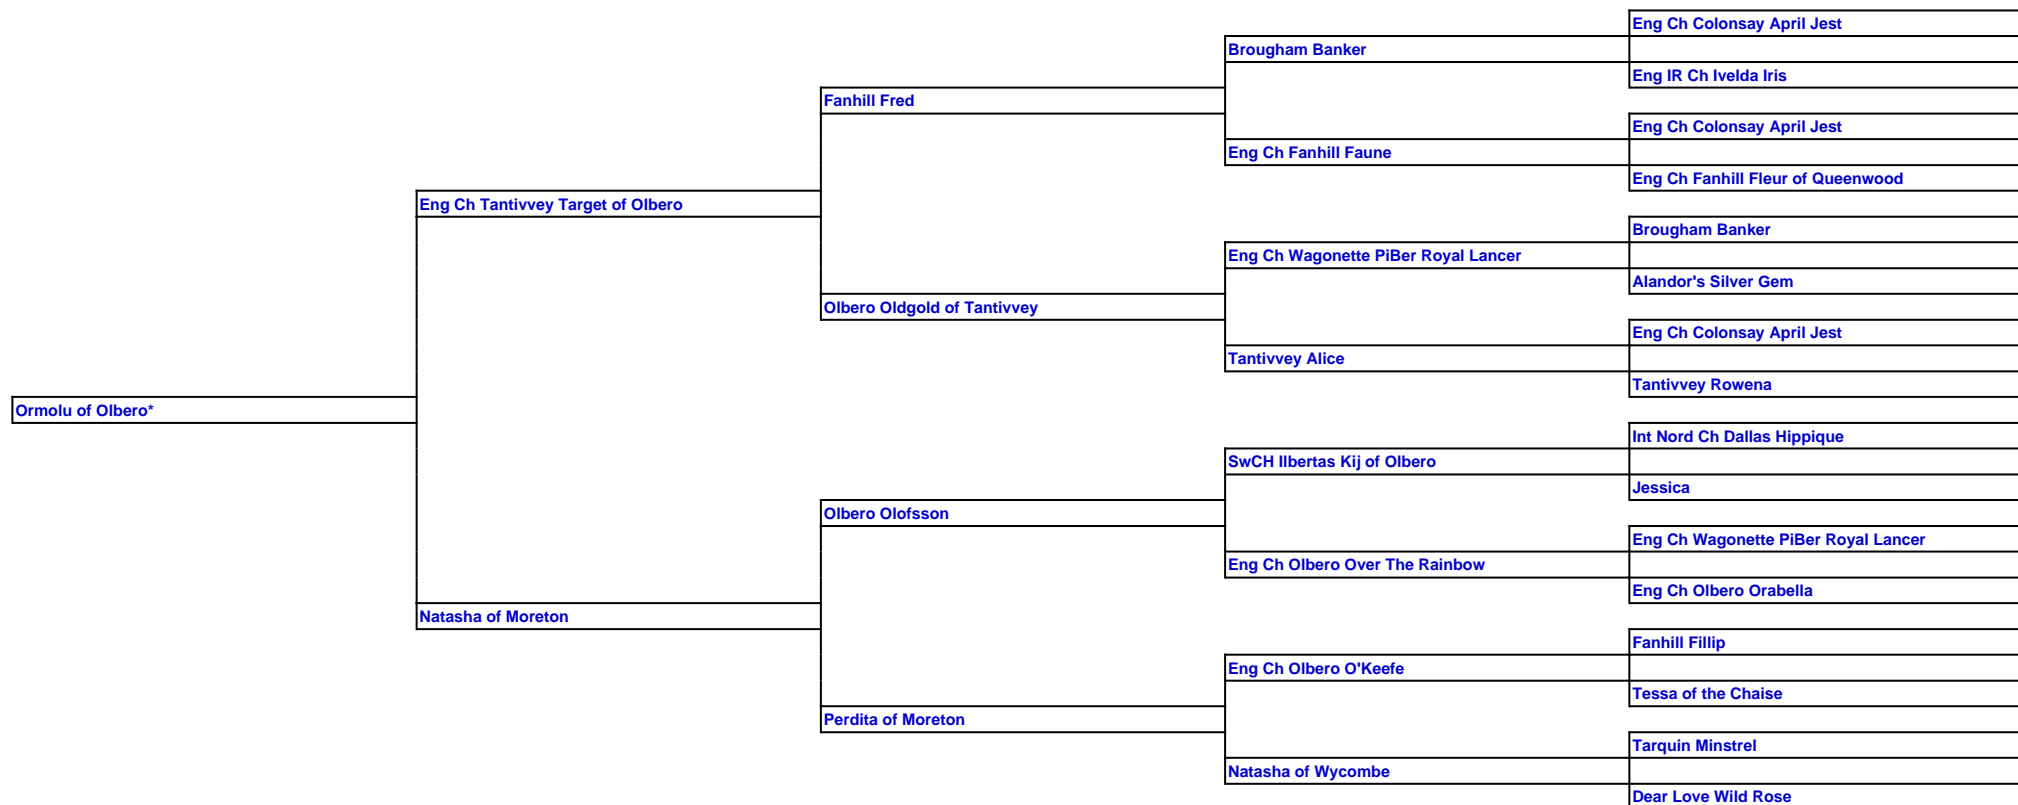 Eng Ch Colonsay April Jest
Brougham Banker
Eng IR Ch Ivelda Iris
Fanhill Fred
Eng Ch Colonsay April Jest
Eng Ch Fanhill Faune
Eng Ch Fanhill Fleur of Queenwood
Eng Ch Tantivvey Target of Olbero
Brougham Banker
Eng Ch Wagonette PiBer Royal Lancer
Alandor's Silver Gem
Olbero Oldgold of Tantivvey
Eng Ch Colonsay April Jest
Tantivvey Alice
Tantivvey Rowena
Ormolu of Olbero*
Int Nord Ch Dallas Hippique
SwCH Ilbertas Kij of Olbero
Jessica
Olbero Olofsson
Eng Ch Wagonette PiBer Royal Lancer
Eng Ch Olbero Over The Rainbow
Eng Ch Olbero Orabella
Natasha of Moreton
Fanhill Fillip
Eng Ch Olbero O'Keefe
Tessa of the Chaise
Perdita of Moreton
Tarquin Minstrel
Natasha of Wycombe
Dear Love Wild Rose